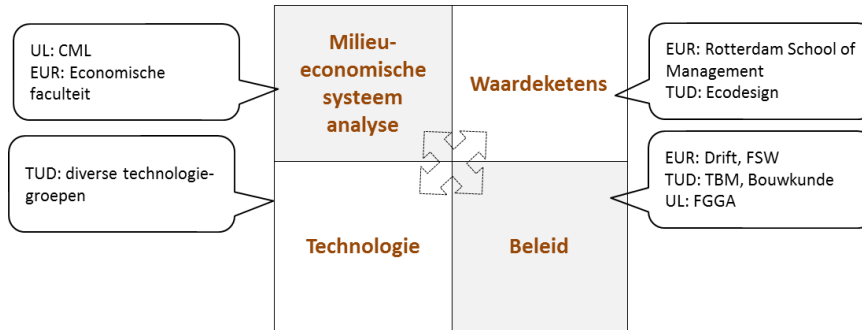 UL: CML
EUR: Economische
faculteit
Milieu-
economische
systeem
analyse
Waardeketens
EUR: Rotterdam School of
Management
TUD: Ecodesign
TUD: diverse technologie-
groepen
Technologie
Beleid
EUR: Drift, FSW
TUD: TBM, Bouwkunde
UL: FGGA